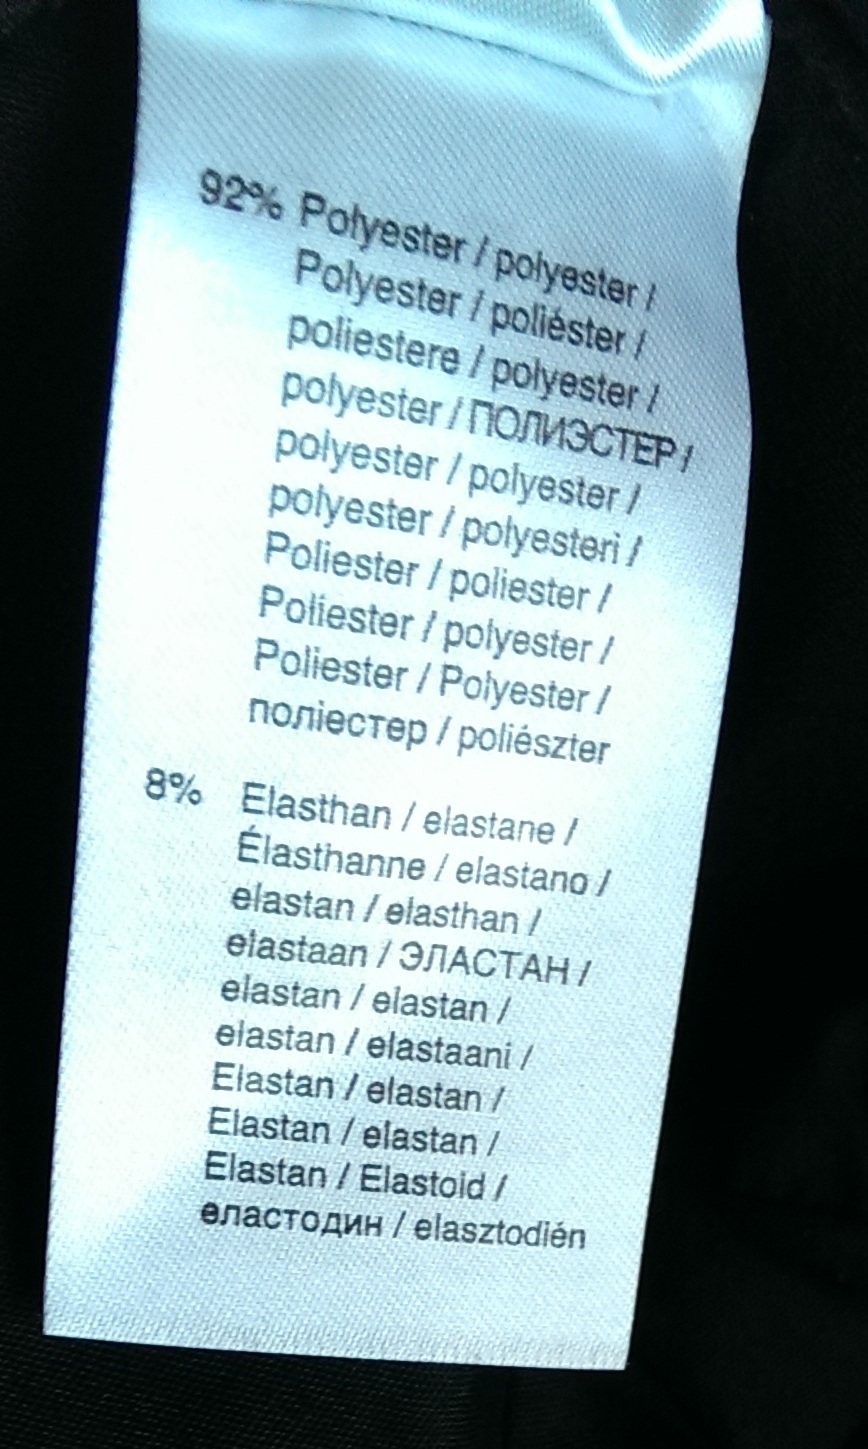 92% Polyester / polyester /
Polyester / poliéster /
poliestere / polyester /
polyester / ПОЛИЭСТЕР /
polyester / polyester /
polyester / polyesteri /
Poliester / poliester /
Poliester / polyester /
Poliester / Polyester /
поліестер / poliészter
8% Elasthan / elastane /
Élasthanne / elastano /
elastan / elasthan /
elastaan / ЭЛАСТАН /
elastan / elastan /
elastan / elastaani /
Elastan / elastan /
Elastan / elastan /
Elastan / Elastoid /
еластодин / elasztodién